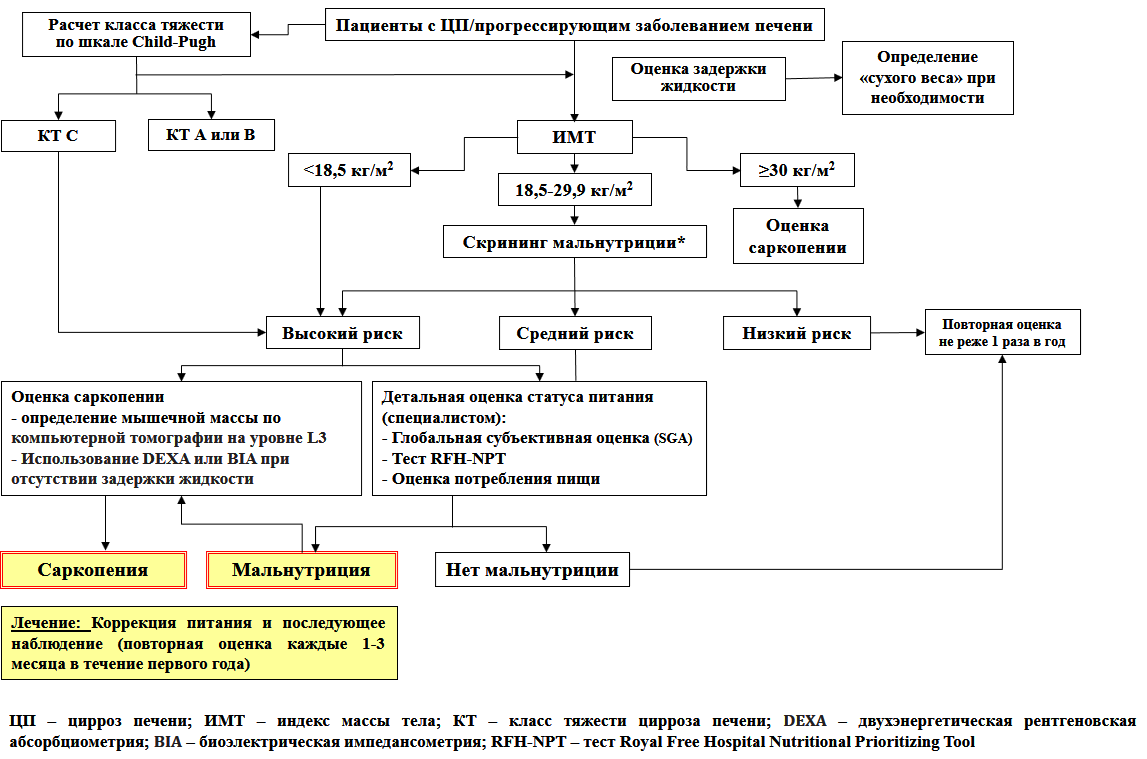 Расчет класса тяжести
по шкале Child-Pugh
Пациенты с ЦП/прогрессирующим заболеванием печени
Оценка задержки
жидкости
Определение
«сухого веса» при
необходимости
КТ С
КТ А или В
ИМТ
<18,5 кг/м²
18,5-29,9 кг/м²
≥30 кг/м²
Оценка
саркопении
Скрининг мальнутриции*
Высокий риск
Средний риск
Низкий риск
Повторная оценка
не реже 1 раза в год
Оценка саркопении
- определение мышечной массы по
компьютерной томографии на уровне L3
- Использование DEXA или BIA при
отсутствии задержки жидкости
Детальная оценка статуса питания
(специалистом):
- Глобальная субъективная оценка (SGA)
- Тест RFH-NPT
- Оценка потребления пищи
Саркопения
Мальнутриция
Нет мальнутриции
Лечение: Коррекция питания и последующее
наблюдение (повторная оценка каждые 1-3
месяца в течение первого года)
ЦП – цирроз печени; ИМТ – индекс массы тела; КТ – класс тяжести цирроза печени; DEXA – двухэнергетическая рентгеновская
абсорбциометрия; BIA – биоэлектрическая импедансометрия; RFH-NPT – тест Royal Free Hospital Nutritional Prioritizing Tool